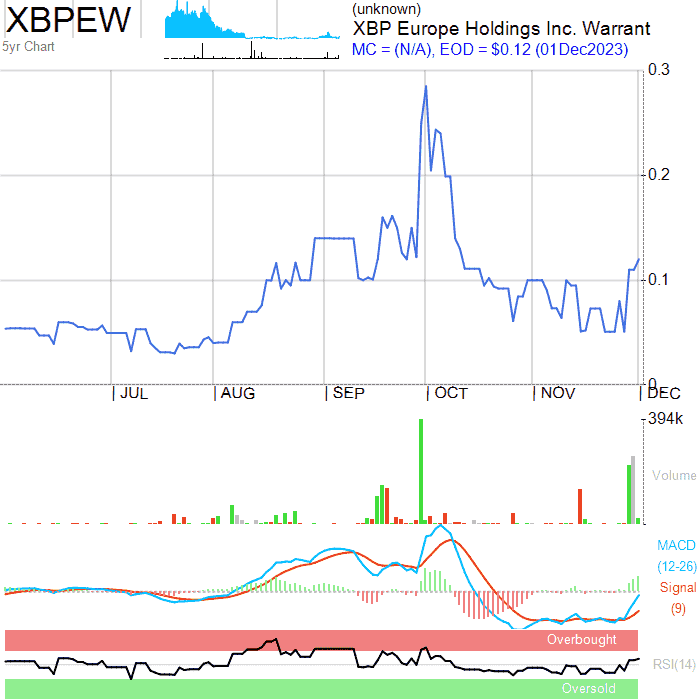 XBPEW
5yr Chart
(unknown)
XBP Europe Holdings Inc. Warrant
MC = (N/A), EOD = $0.12 (01Dec2023)
0.3
0.2
0.1
0
JUL
AUG
SEP
OCT
NOV
DEC
394k
Volume
MACD
(12-26)
Signal
(9)
Overbought
RSI(14)
Oversold